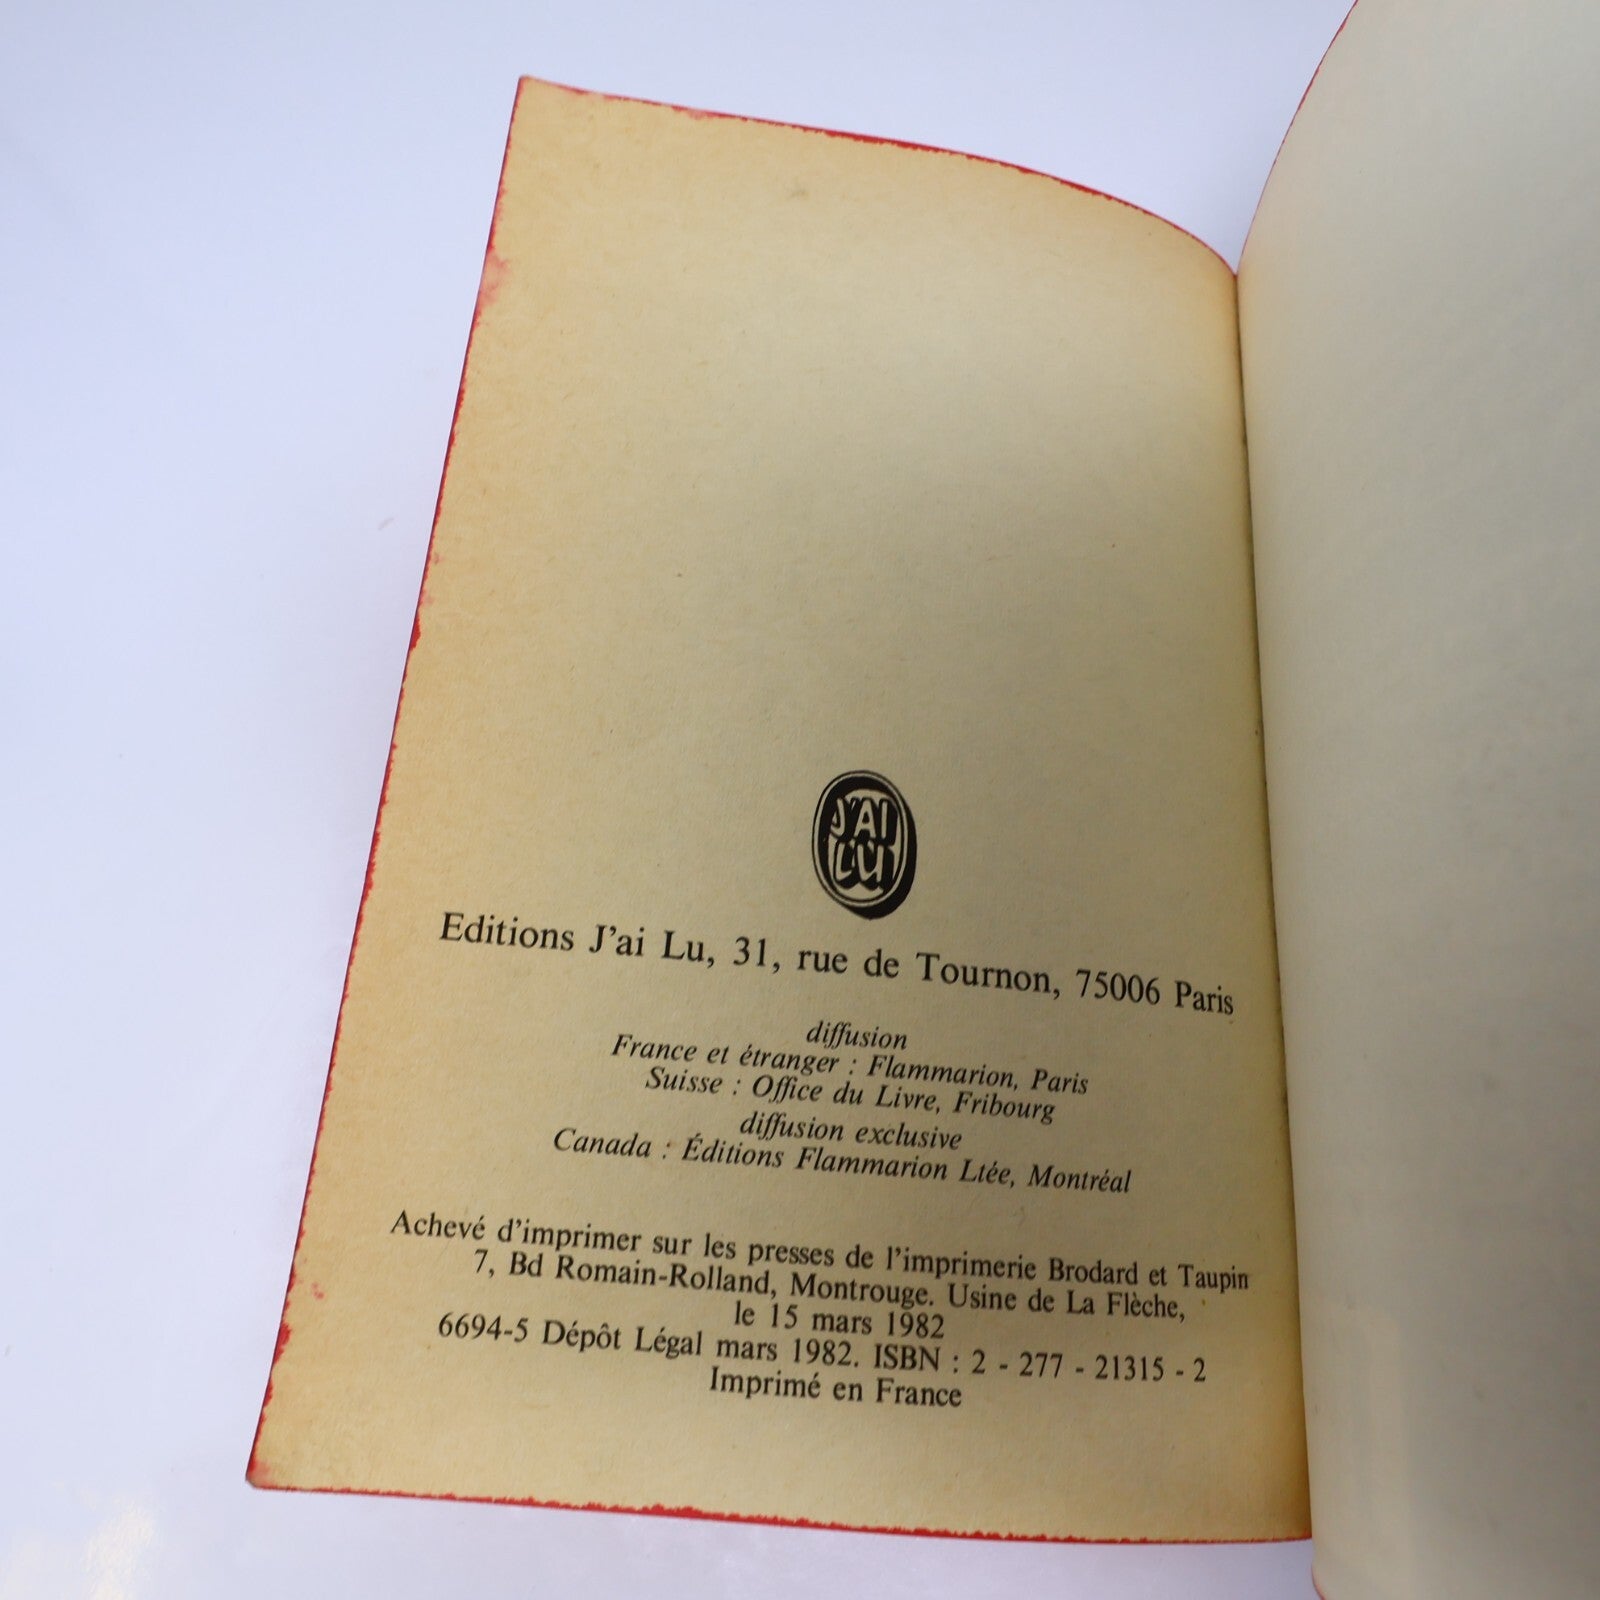 J'AI
LU
Editions J'ai Lu, 31, rue de Tournon, 75006 Paris
diffusion
France et étranger : Flammarion, Paris
Suisse : Office du Livre, Fribourg
diffusion exclusive
Canada : Éditions Flammarion Ltée, Montréal
Achevé d'imprimer sur les presses de l'imprimerie Brodard et Taupin
7, Bd Romain-Rolland, Montrouge. Usine de La Flèche,
le 15 mars 1982
6694-5 Dépôt Légal mars 1982. ISBN : 2 - 277 - 21315 - 2
Imprimé en France